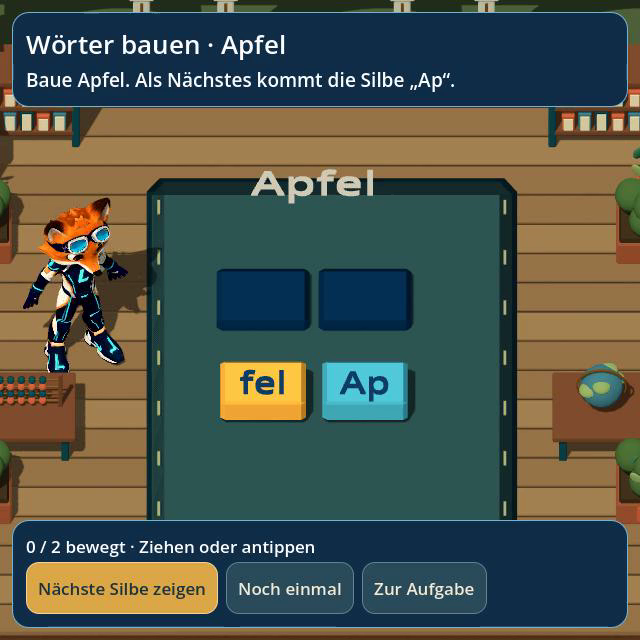 Wörter bauen · Apfel
Baue Apfel. Als Nächstes kommt die Silbe „Ap“.
Apfel
fel Ap
0 / 2 bewegt · Ziehen oder antippen
Nächste Silbe zeigen Noch einmal Zur Aufgabe